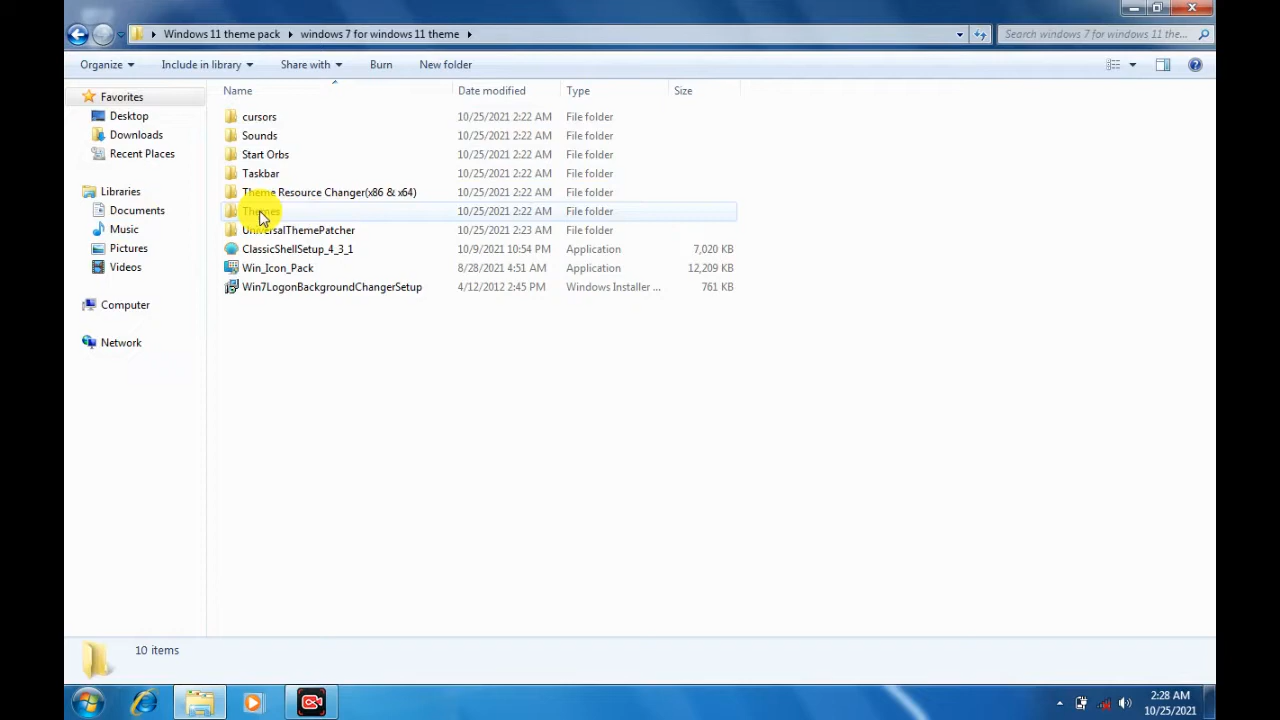 Windows 11 theme pack windows 7 for windows 11 theme Search windows 7 for windows 11 the...
Organize Include in library Share with Burn New folder
Name Date modified Type Size
Favorites
Desktop
Downloads
Recent Places
Libraries
Documents
Music
Pictures
Videos
Computer
Network
cursors 10/25/2021 2:22 AM File folder
Sounds 10/25/2021 2:22 AM File folder
Start Orbs 10/25/2021 2:22 AM File folder
Taskbar 10/25/2021 2:22 AM File folder
Theme Resource Changer(x86 & x64) 10/25/2021 2:22 AM File folder
Themes 10/25/2021 2:22 AM File folder
UniversalThemePatcher 10/25/2021 2:23 AM File folder
ClassicShellSetup_4_3_1 10/9/2021 10:54 PM Application 7,020 KB
Win_Icon_Pack 8/28/2021 4:51 AM Application 12,209 KB
Win7LogonBackgroundChangerSetup 4/12/2012 2:45 PM Windows Installer ... 761 KB
10 items
2:28 AM
10/25/2021